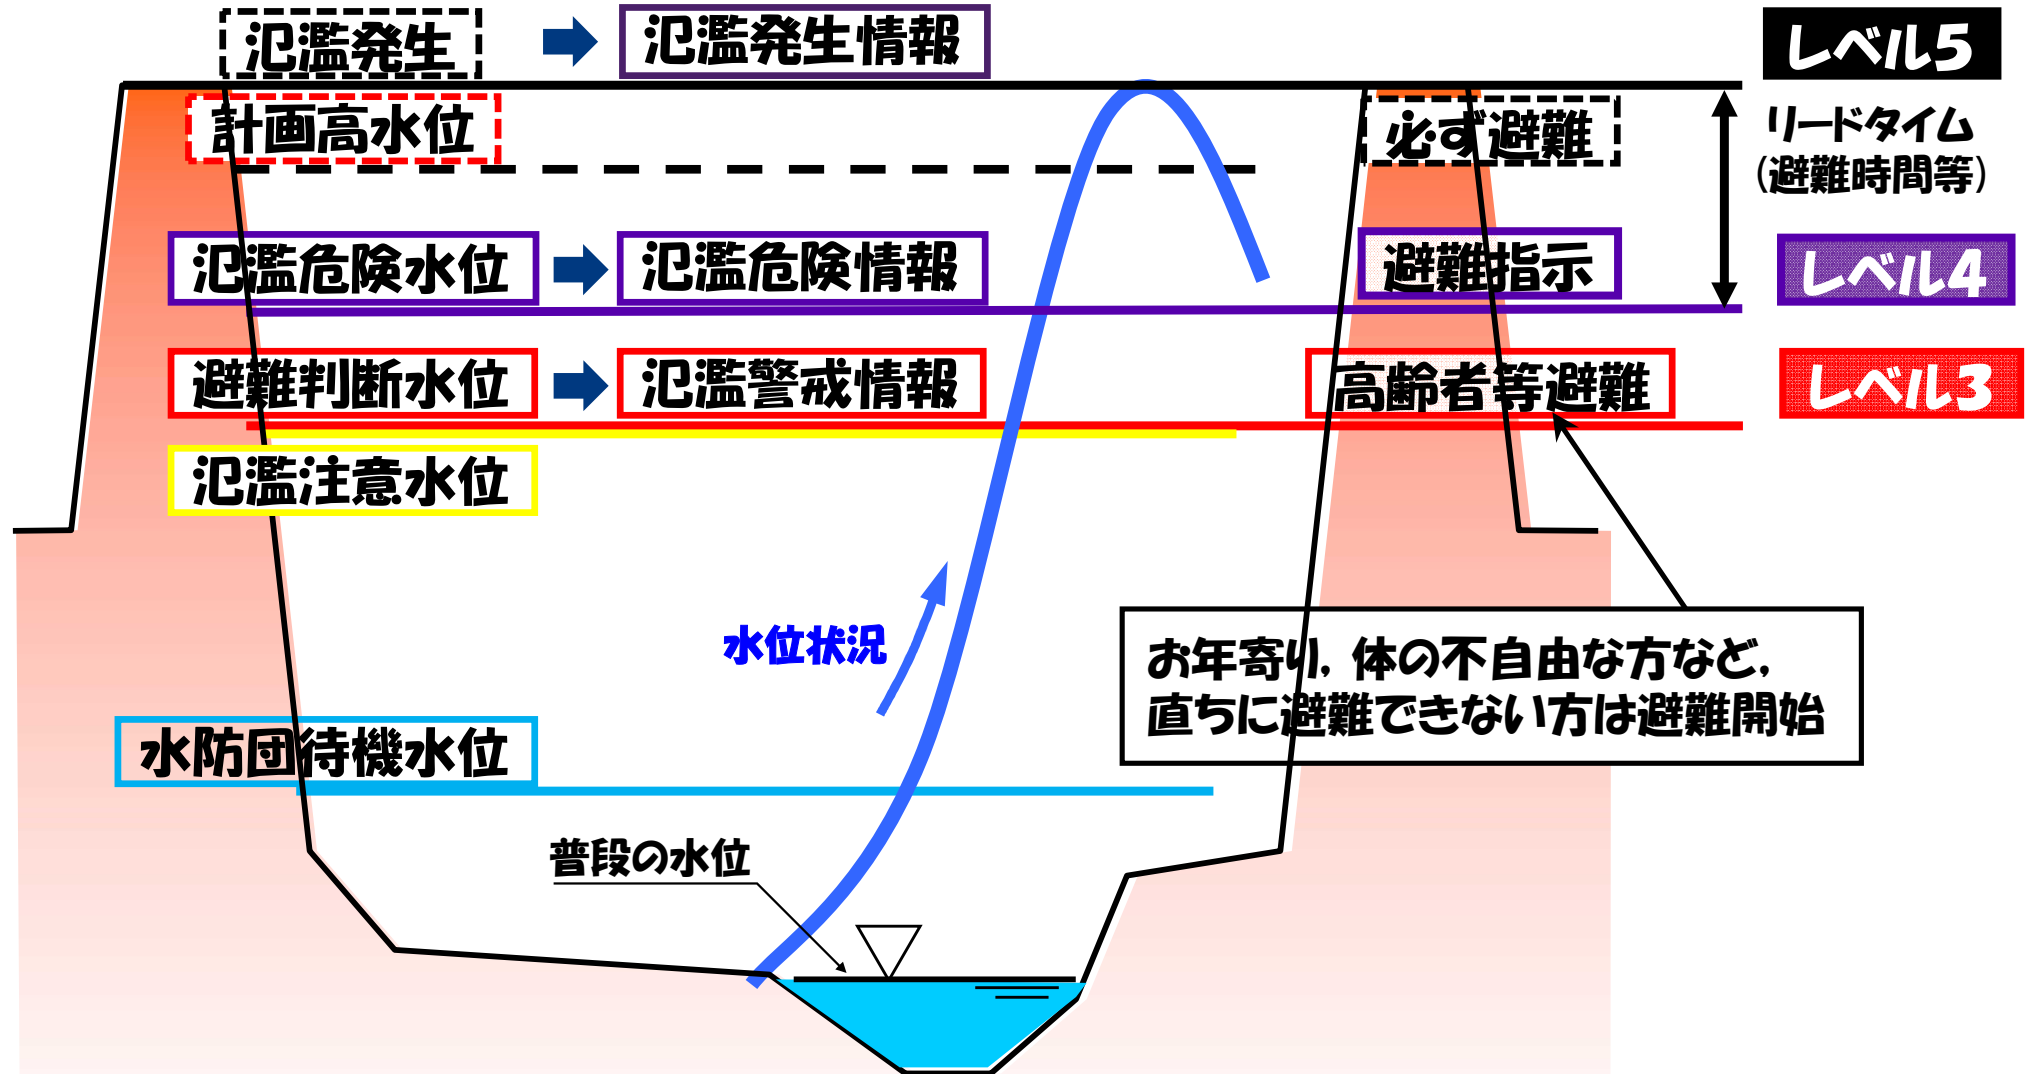 氾濫発生
氾濫発生情報
レベル5
計画高水位
必ず避難
リードタイム
（避難時間等）
氾濫危険水位
氾濫危険情報
避難指示
レベル4
避難判断水位
氾濫警戒情報
高齢者等避難
レベル3
氾濫注意水位
水位状況
お年寄り，体の不自由な方など，
直ちに避難できない方は避難開始
水防団待機水位
普段の水位